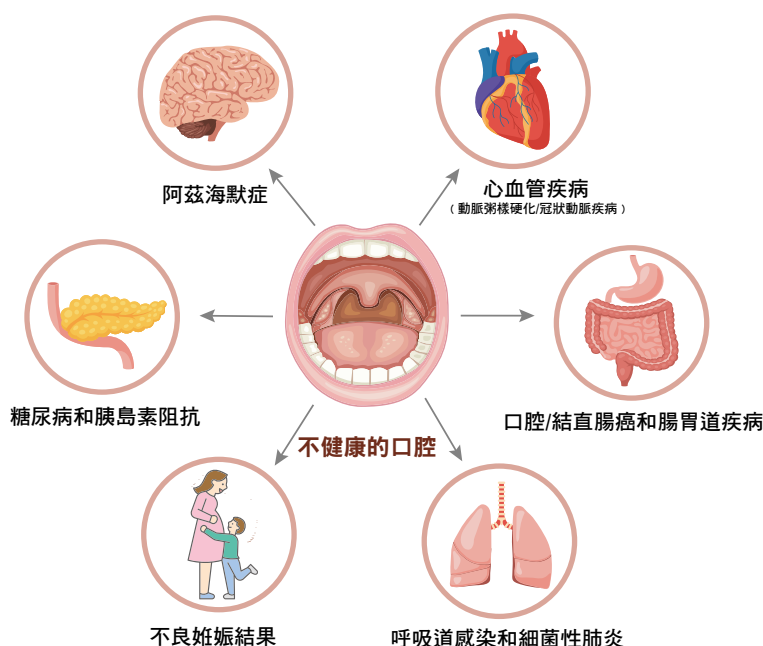 阿茲海默症
心血管疾病
（動脈粥樣硬化/冠狀動脈疾病）
糖尿病和胰島素阻抗
口腔/結直腸癌和腸胃道疾病
不健康的口腔
不良妊娠結果
呼吸道感染和細菌性肺炎